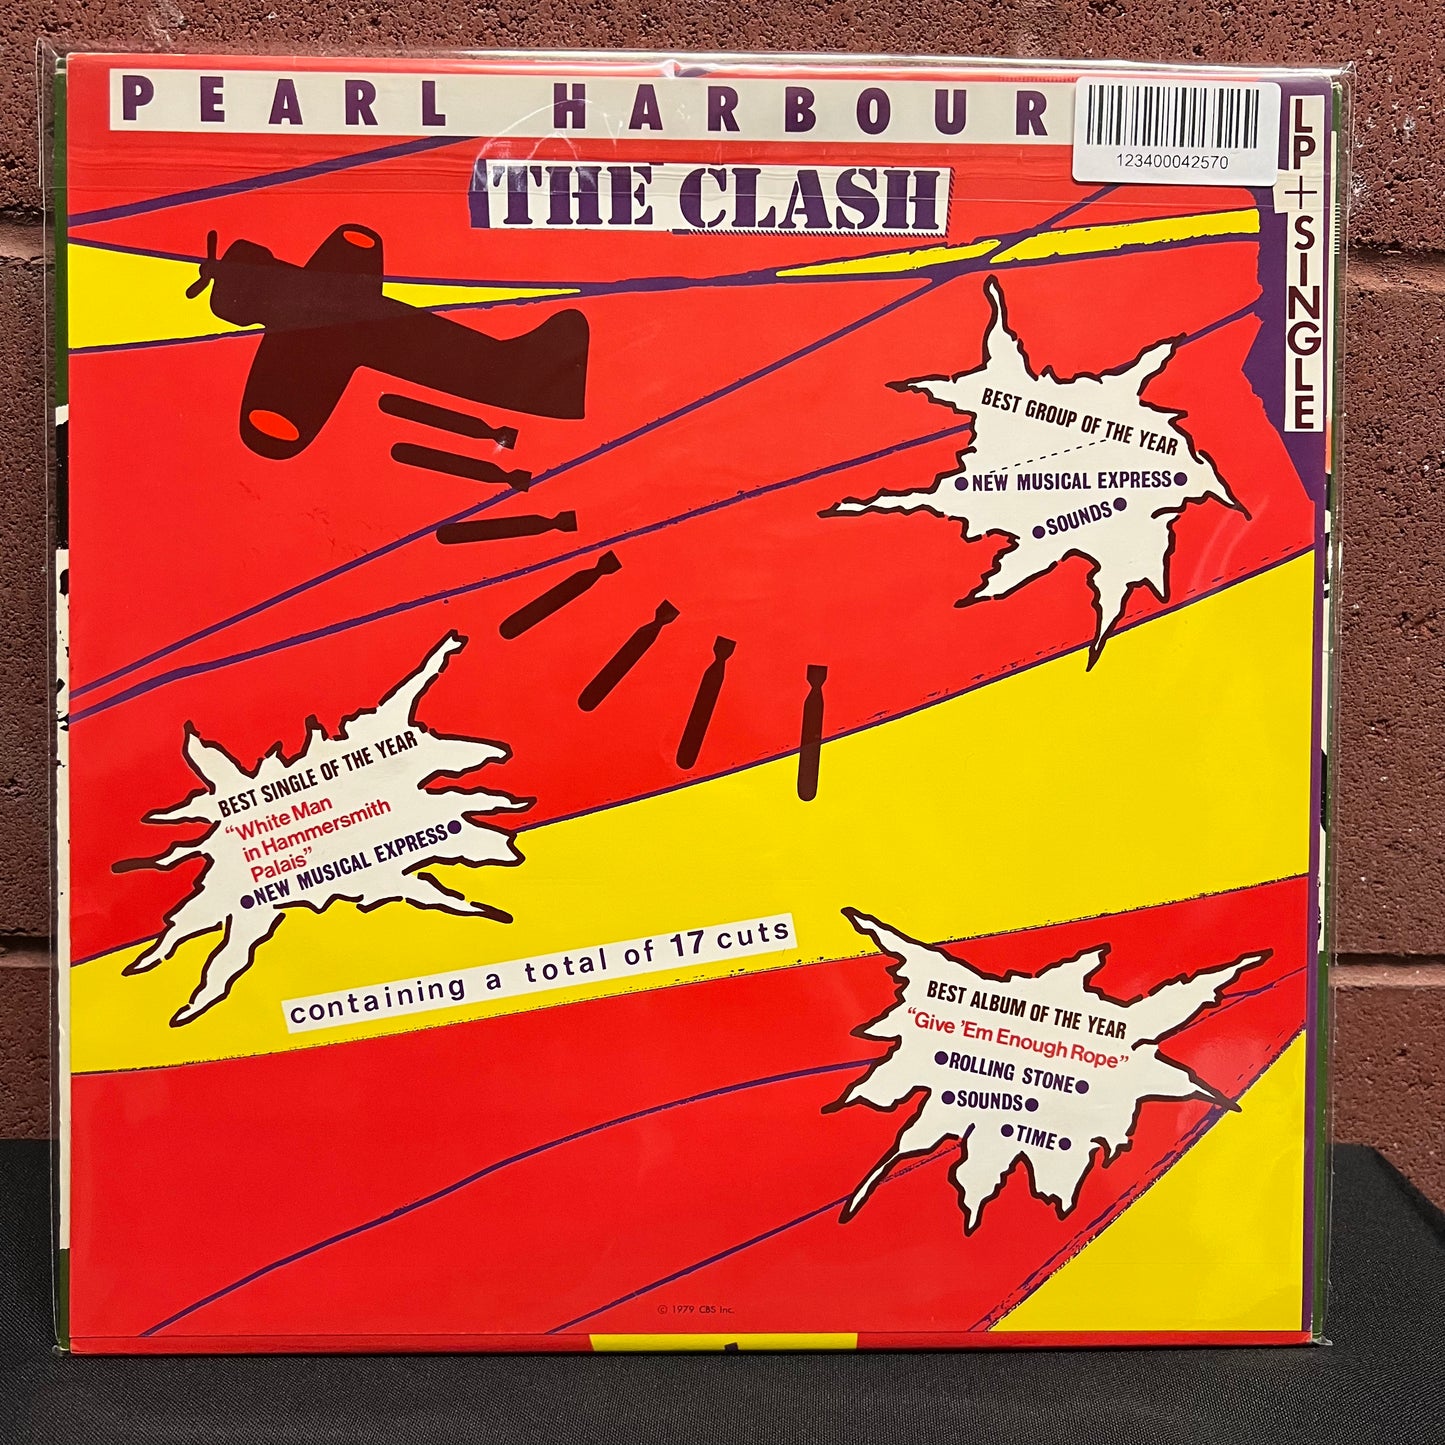 PEARL HARBOUR
123400042570
THE CLASH
LP+SINGLE
BEST GROUP OF THE YEAR
●NEW MUSICAL EXPRESS●
●SOUNDS●
BEST SINGLE OF THE YEAR
“White Man
in Hammersmith
Palais”
●NEW MUSICAL EXPRESS●
containing a total of 17 cuts
BEST ALBUM OF THE YEAR
“Give ’Em Enough Rope”
●ROLLING STONE●
●SOUNDS●
●TIME●
© 1979 CBS Inc.